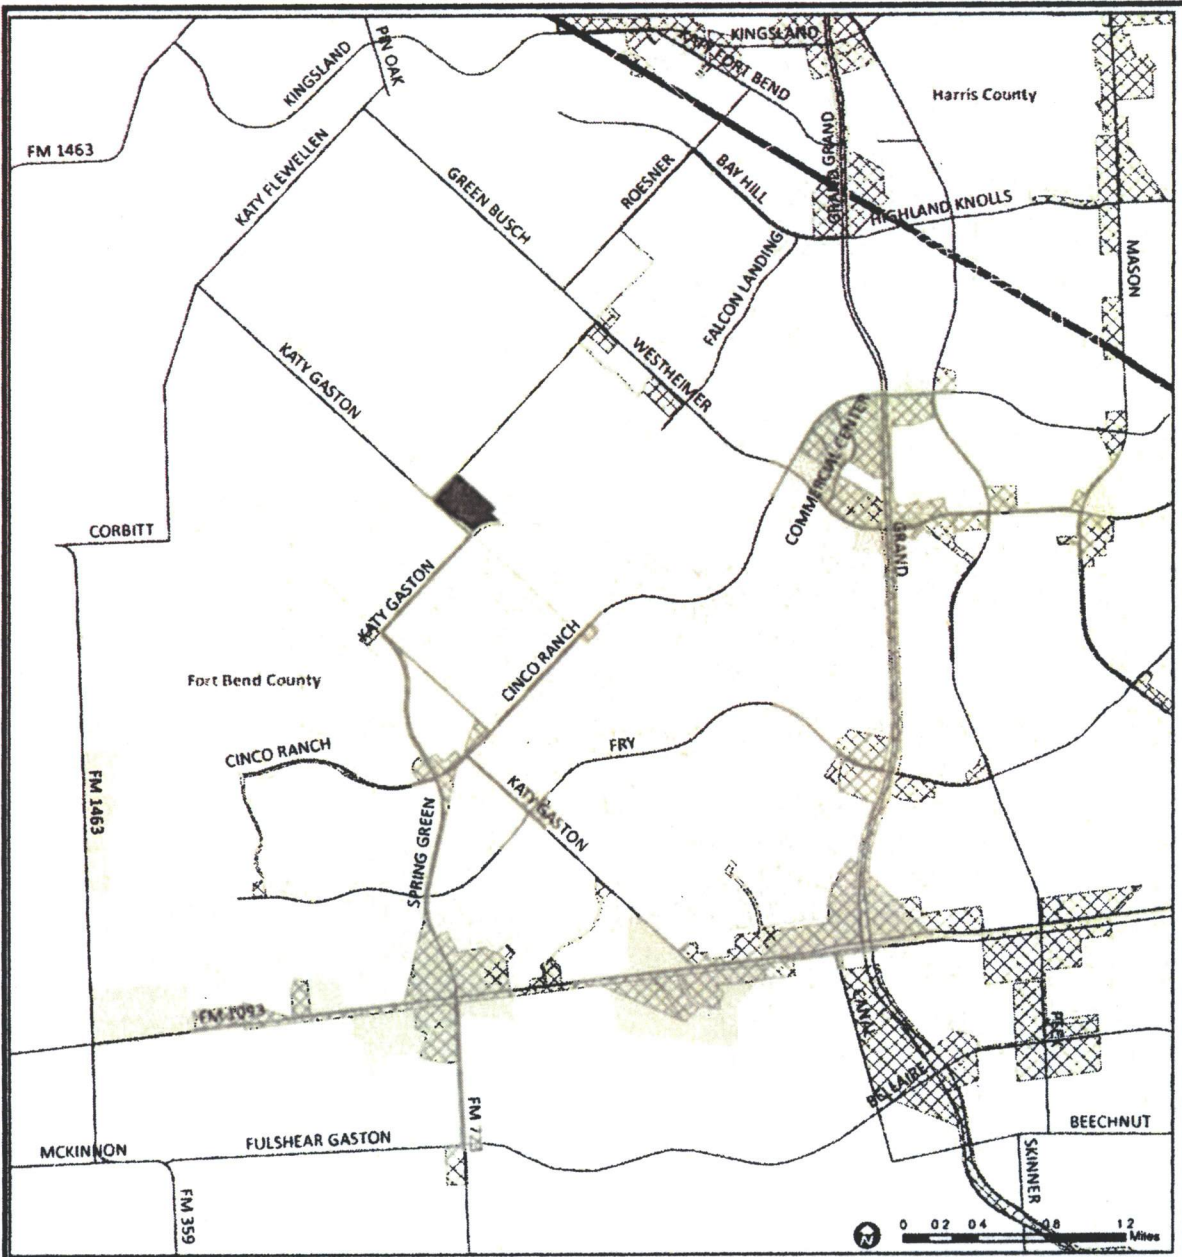 KINGSLAND
PIN OAK
KINGSLAND
KATY FORT BEND
Harris County
FM 1463
KATY FLEWELLEN
GREEN BUSCH
ROESNER
BAY HILL
GRAND
GRAND
HIGHLAND KNOLLS
MASON
FALCON LANDING
WESTHEIMER
KATY GASTON
COMMERCIAL CENTER
CORBITT
GRAND
KATY GASTON
CINCO RANCH
Fort Bend County
CINCO RANCH
FRY
FM 1463
KATY GASTON
SPRING GREEN
FM 1093
CANAL
PEEK
BELLAIRE
FM 723
BEECHNUT
FULSHEAR GASTON
MCKINNON
SKINNER
FM 359
N
0 0.2 0.4 0.8 1.2
Miles